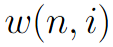 w(n, i)